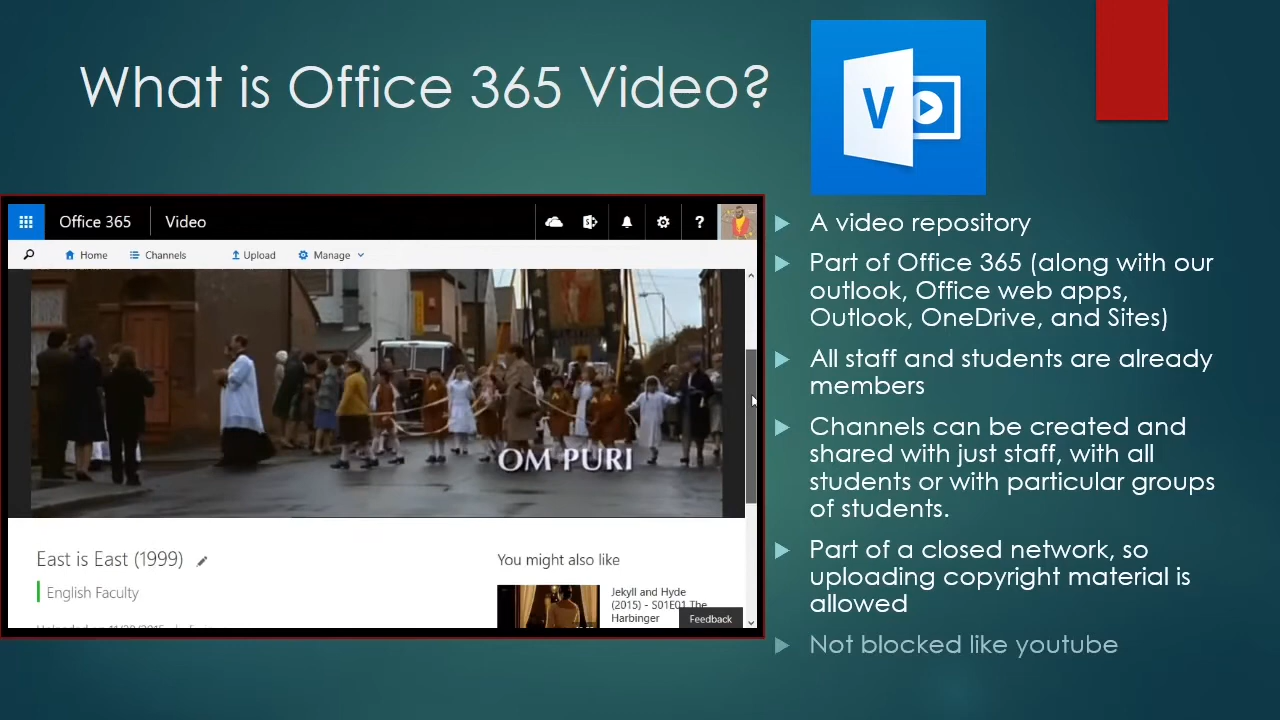 What is Office 365 Video?
V
Office 365
Video
?
Home
Channels
Upload
Manage
OM PURI
East is East (1999)
English Faculty
You might also like
Jekyll and Hyde
(2015) - S01E01 The
Harbinger
Feedback
A video repository
Part of Office 365 (along with our
outlook, Office web apps,
Outlook, OneDrive, and Sites)
All staff and students are already
members
Channels can be created and
shared with just staff, with all
students or with particular groups
of students.
Part of a closed network, so
uploading copyright material is
allowed
Not blocked like youtube